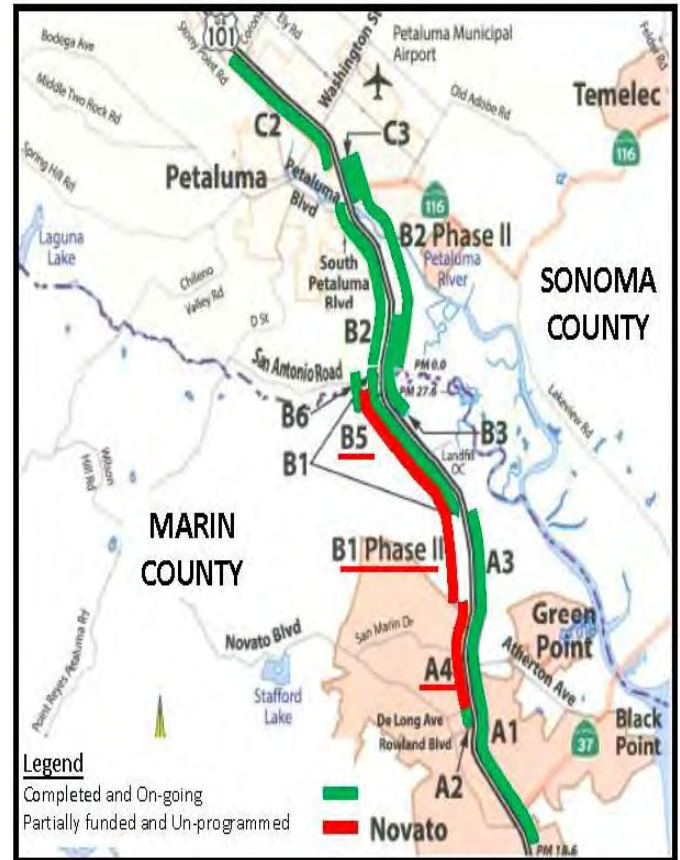 U.S.
101
Corona
Ely Rd
Stony Point Rd
Washington St
Petaluma Municipal
Airport
Bodega Ave
Middle Two Rock Rd
Spring Hill Rd
Old Adobe Rd
Felder Rd
Temelec
116
C2
C3
Petaluma
Petaluma
Blvd
116
B2 Phase II
Petaluma
River
Laguna
Lake
South
Petaluma
Blvd
SONOMA
COUNTY
Chileno
Valley Rd
D St
B2
San Antonio Road
PM 0.0
PM 27.6
Lakeview Rd
B6
B5
B3
Landfill
OC
B1
Wilson
Hill Rd
MARIN
COUNTY
B1 Phase II
A3
Green
Point
Novato Blvd
San Marin Dr
Atherton Ave
Point Reyes Petaluma Rd
Stafford
Lake
A4
De Long Ave
Rowland Blvd
A1
Black
Point
37
A2
Legend
Completed and On-going
Partially funded and Un-programmed
Novato
PM 18.6